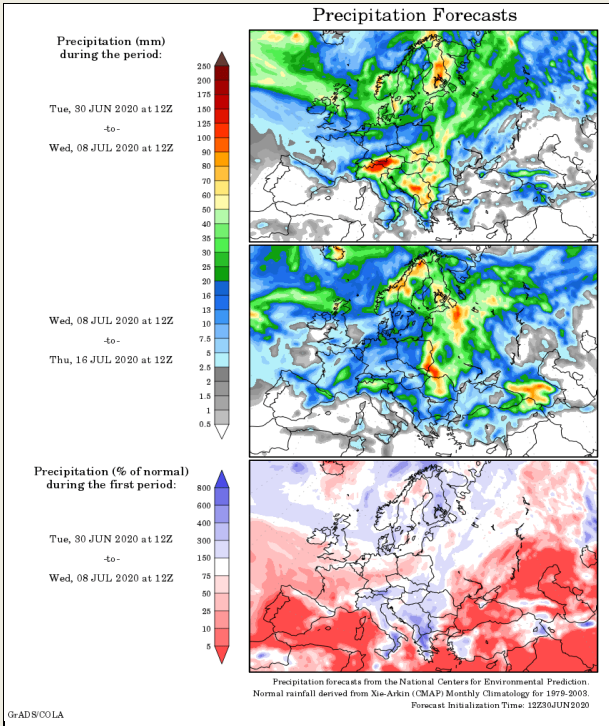 Precipitation Forecasts
Precipitation (mm)
during the period:
Tue, 30 JUN 2020 at 12Z
-to-
Wed, 08 JUL 2020 at 12Z
250
200
175
150
125
100
90
80
70
60
50
40
35
30
25
20
16
13
10
7.5
5
2.5
2
1.5
1
0.5
Wed, 08 JUL 2020 at 12Z
-to-
Thu, 16 JUL 2020 at 12Z
Precipitation (% of normal)
during the first period:
Tue, 30 JUN 2020 at 12Z
-to-
Wed, 08 JUL 2020 at 12Z
800
600
400
300
150
75
50
25
10
5
Precipitation forecasts from the National Centers for Environmental Prediction.
Normal rainfall derived from Xie-Arkin (CMAP) Monthly Climatology for 1979-2003.
Forecast Initialization Time: 12Z30JUN2020
GrADS/COLA